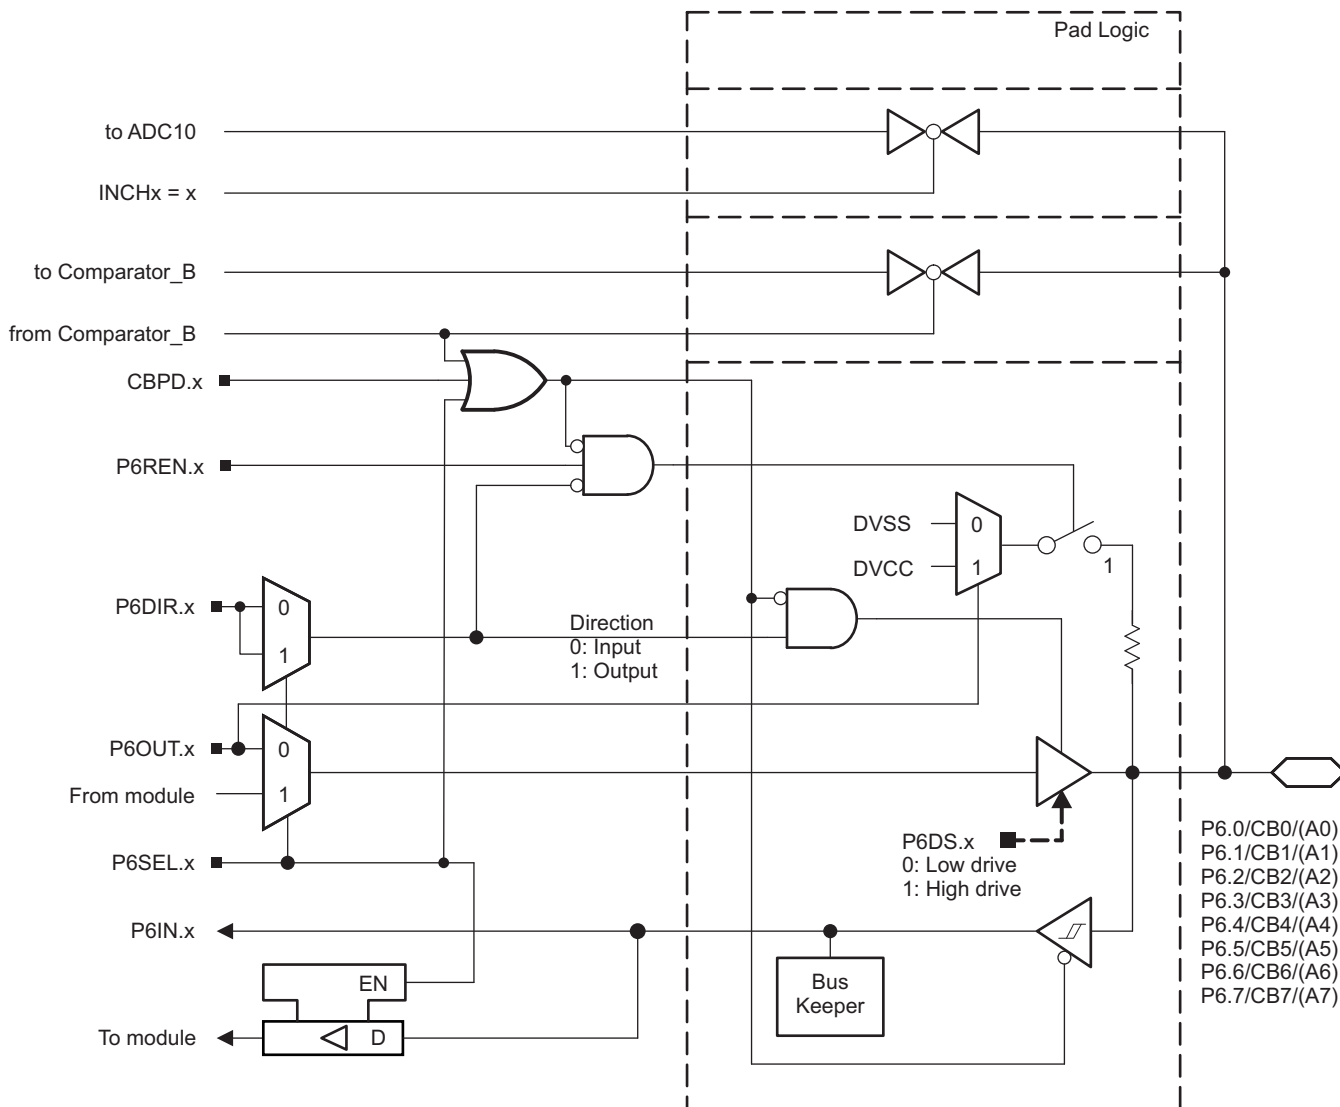 Pad Logic
to ADC10
INCHx = x
to Comparator_B
from Comparator_B
CBPD.x
P6REN.x
DVSS
0
DVCC
1
1
P6DIR.x
0
1
Direction
0: Input
1: Output
P6OUT.x
0
From module
1
P6SEL.x
P6DS.x
0: Low drive
1: High drive
P6.0/CB0/(A0)
P6.1/CB1/(A1)
P6.2/CB2/(A2)
P6.3/CB3/(A3)
P6.4/CB4/(A4)
P6.5/CB5/(A5)
P6.6/CB6/(A6)
P6.7/CB7/(A7)
P6IN.x
EN
Bus
Keeper
To module
D